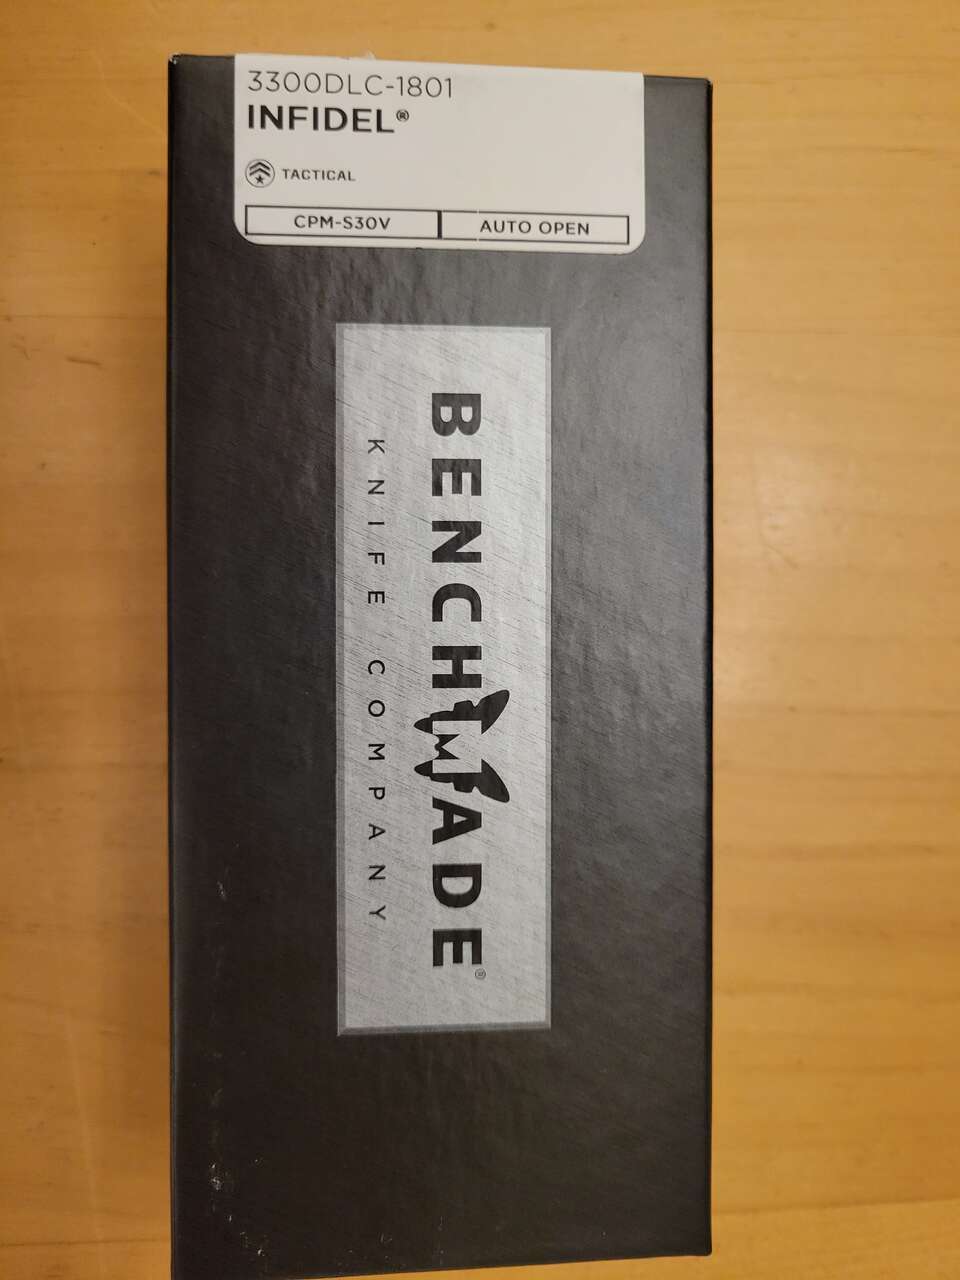 3300DLC-1801
INFIDEL®
TACTICAL
CPM-S30V
AUTO OPEN
BENCHMADE®
KNIFE COMPANY